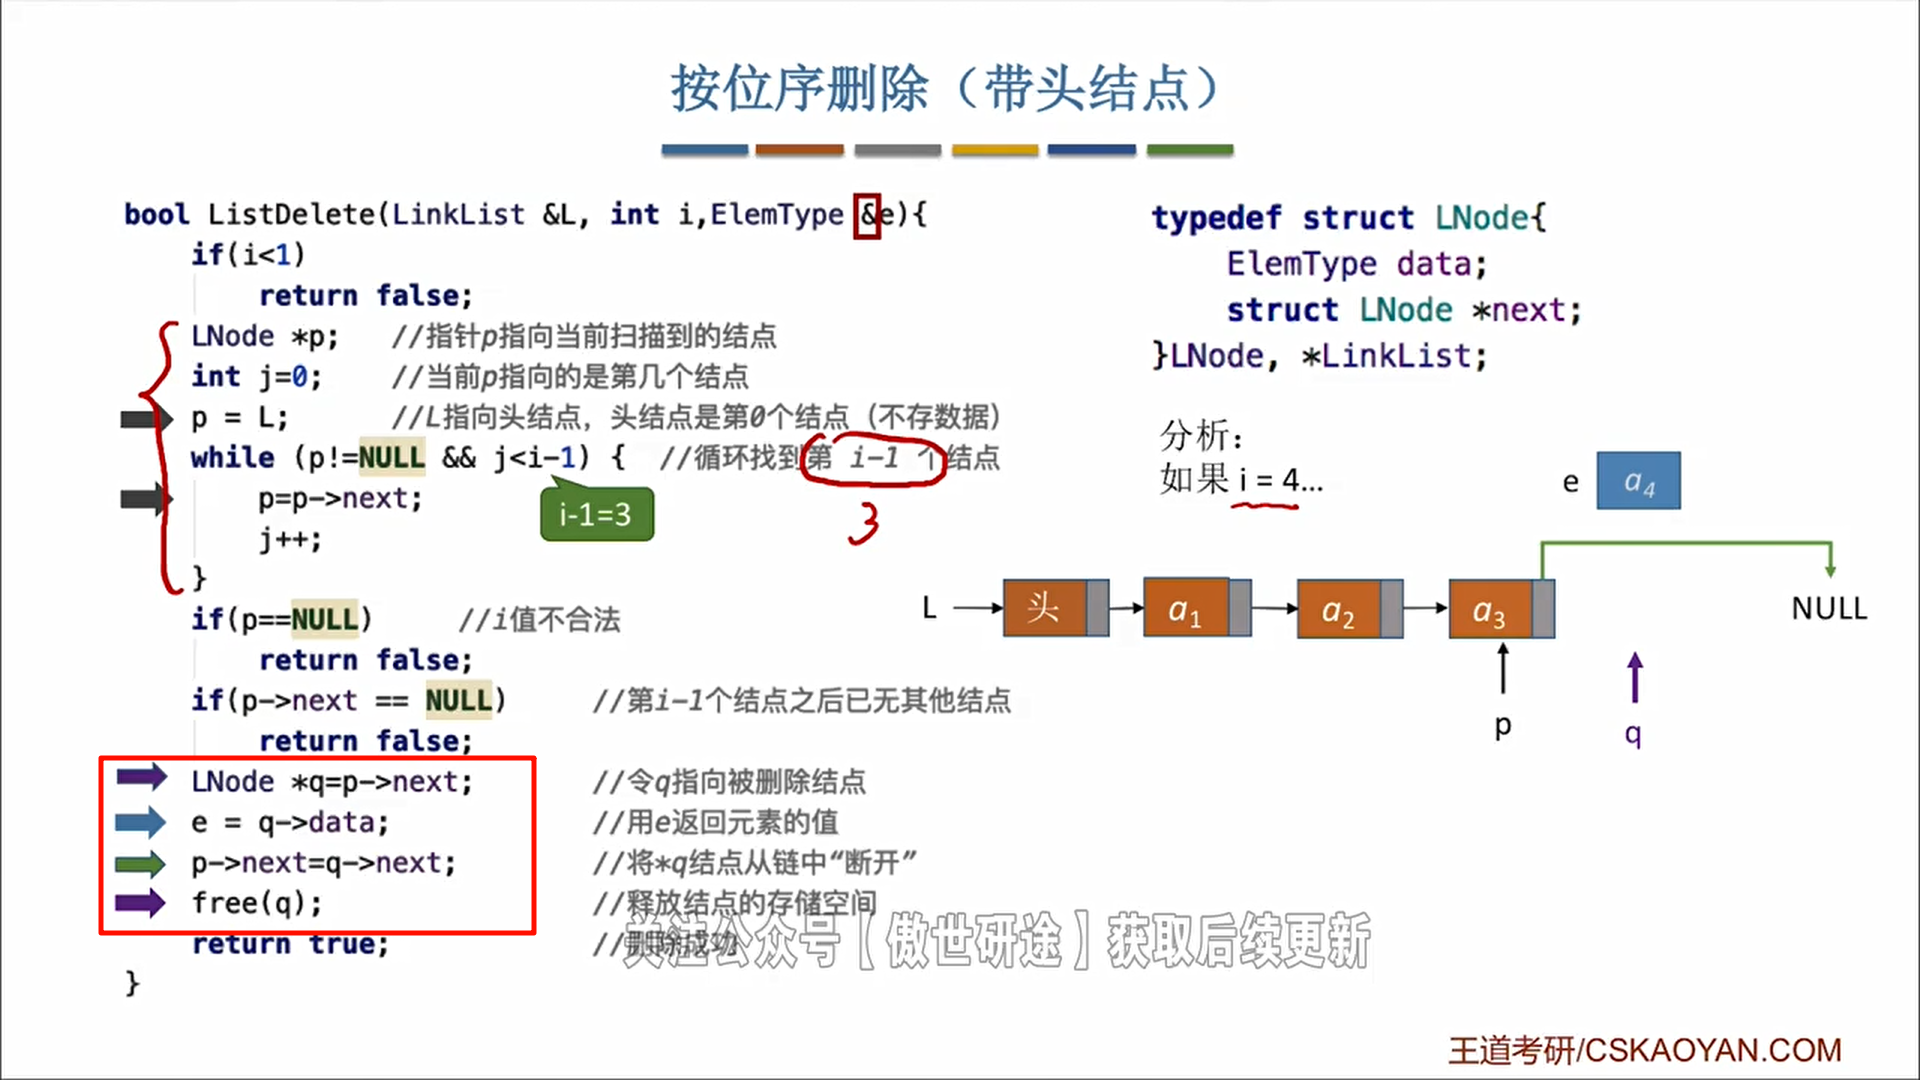 按位序删除（带头结点）
bool ListDelete(LinkList &L, int i,ElemType &e){
if(i<1)
return false;
LNode *p; //指针p指向当前扫描到的结点
int j=0; //当前p指向的是第几个结点
p = L; //L指向头结点，头结点是第0个结点（不存数据）
while (p!=NULL && j<i-1) { //循环找到第 i-1 个结点
p=p->next;
i-1=3
3
j++;
}
if(p==NULL) //i值不合法
return false;
if(p->next == NULL) //第i-1个结点之后已无其他结点
return false;
LNode *q=p->next; //令q指向被删除结点
e = q->data; //用e返回元素的值
p->next=q->next; //将*q结点从链中“断开”
free(q); //释放结点的存储空间
return true; //删除成功
}
typedef struct LNode{
ElemType data;
struct LNode *next;
}LNode, *LinkList;
分析：
如果 i = 4...
e a4
L 头 a1 a2 a3 NULL
p q
关注公众号【傲世研途】获取后续更新
王道考研/CSKAOYAN.COM